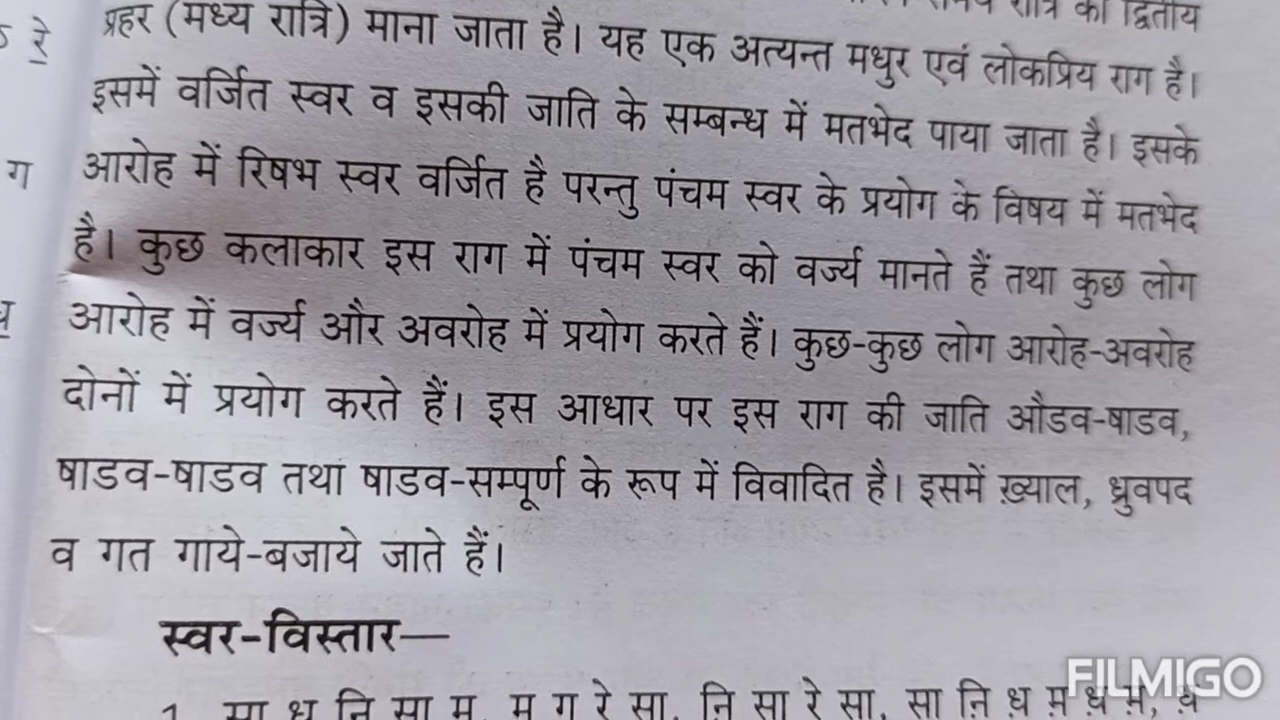 रात्रि का द्वितीय
रे प्रहर (मध्य रात्रि) माना जाता है। यह एक अत्यन्त मधुर एवं लोकप्रिय राग है।
इसमें वर्जित स्वर व इसकी जाति के सम्बन्ध में मतभेद पाया जाता है। इसके
ग आरोह में रिषभ स्वर वर्जित है परन्तु पंचम स्वर के प्रयोग के विषय में मतभेद
है। कुछ कलाकार इस राग में पंचम स्वर को वर्ज्य मानते हैं तथा कुछ लोग
आरोह में वर्ज्य और अवरोह में प्रयोग करते हैं। कुछ-कुछ लोग आरोह-अवरोह
दोनों में प्रयोग करते हैं। इस आधार पर इस राग की जाति औडव-षाडव,
षाडव-षाडव तथा षाडव-सम्पूर्ण के रूप में विवादित है। इसमें ख़्याल, ध्रुवपद
व गत गाये-बजाये जाते हैं।
स्वर-विस्तार—
1. सा ध नि सा म, म ग रे सा, नि़ सा रे सा, सा नि़ ध़ म़ ध़ म़,
FILMIGO